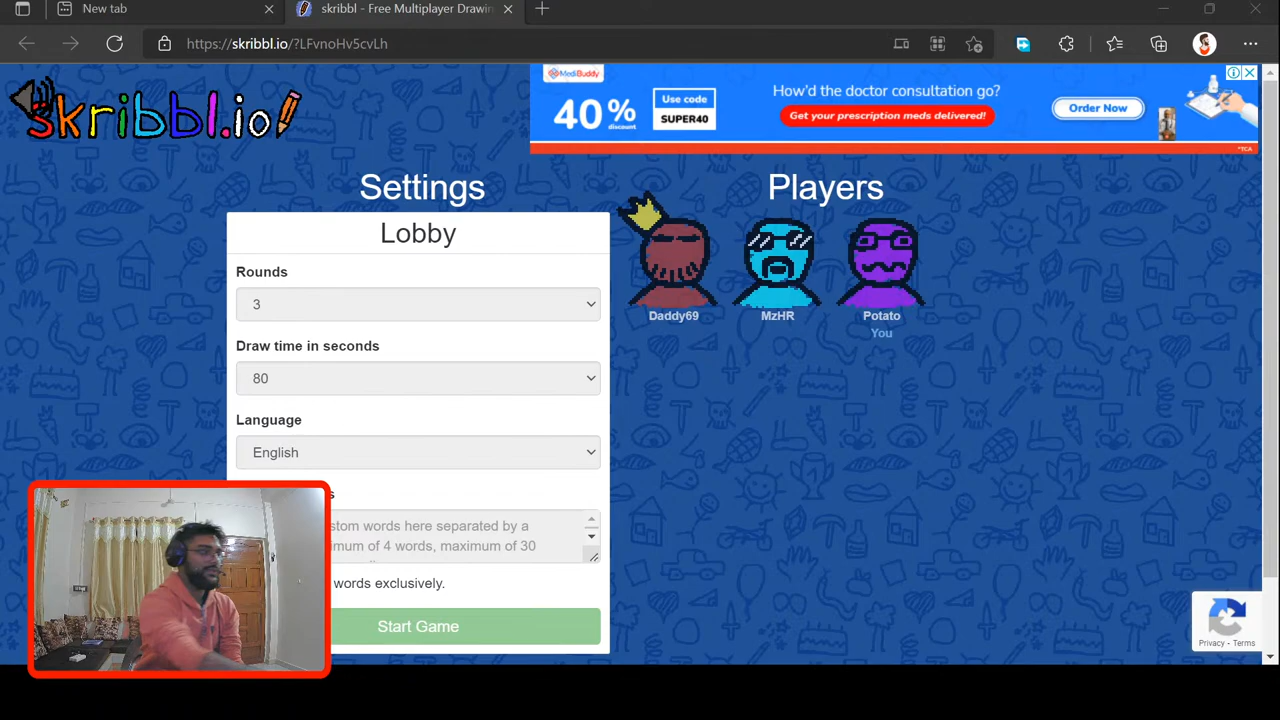 New tab
skribbl - Free Multiplayer Drawin
https://skribbl.io/?LFvnoHv5cvLh
skribbl.io
MediBuddy
40% discount
Use code
SUPER40
How'd the doctor consultation go?
Get your prescription meds delivered!
Order Now
*TCA
Settings
Players
Lobby
Rounds
3
Draw time in seconds
80
Language
English
s
stom words here separated by a
mum of 4 words, maximum of 30
words exclusively.
Start Game
Daddy69
MzHR
Potato
You
Privacy - Terms